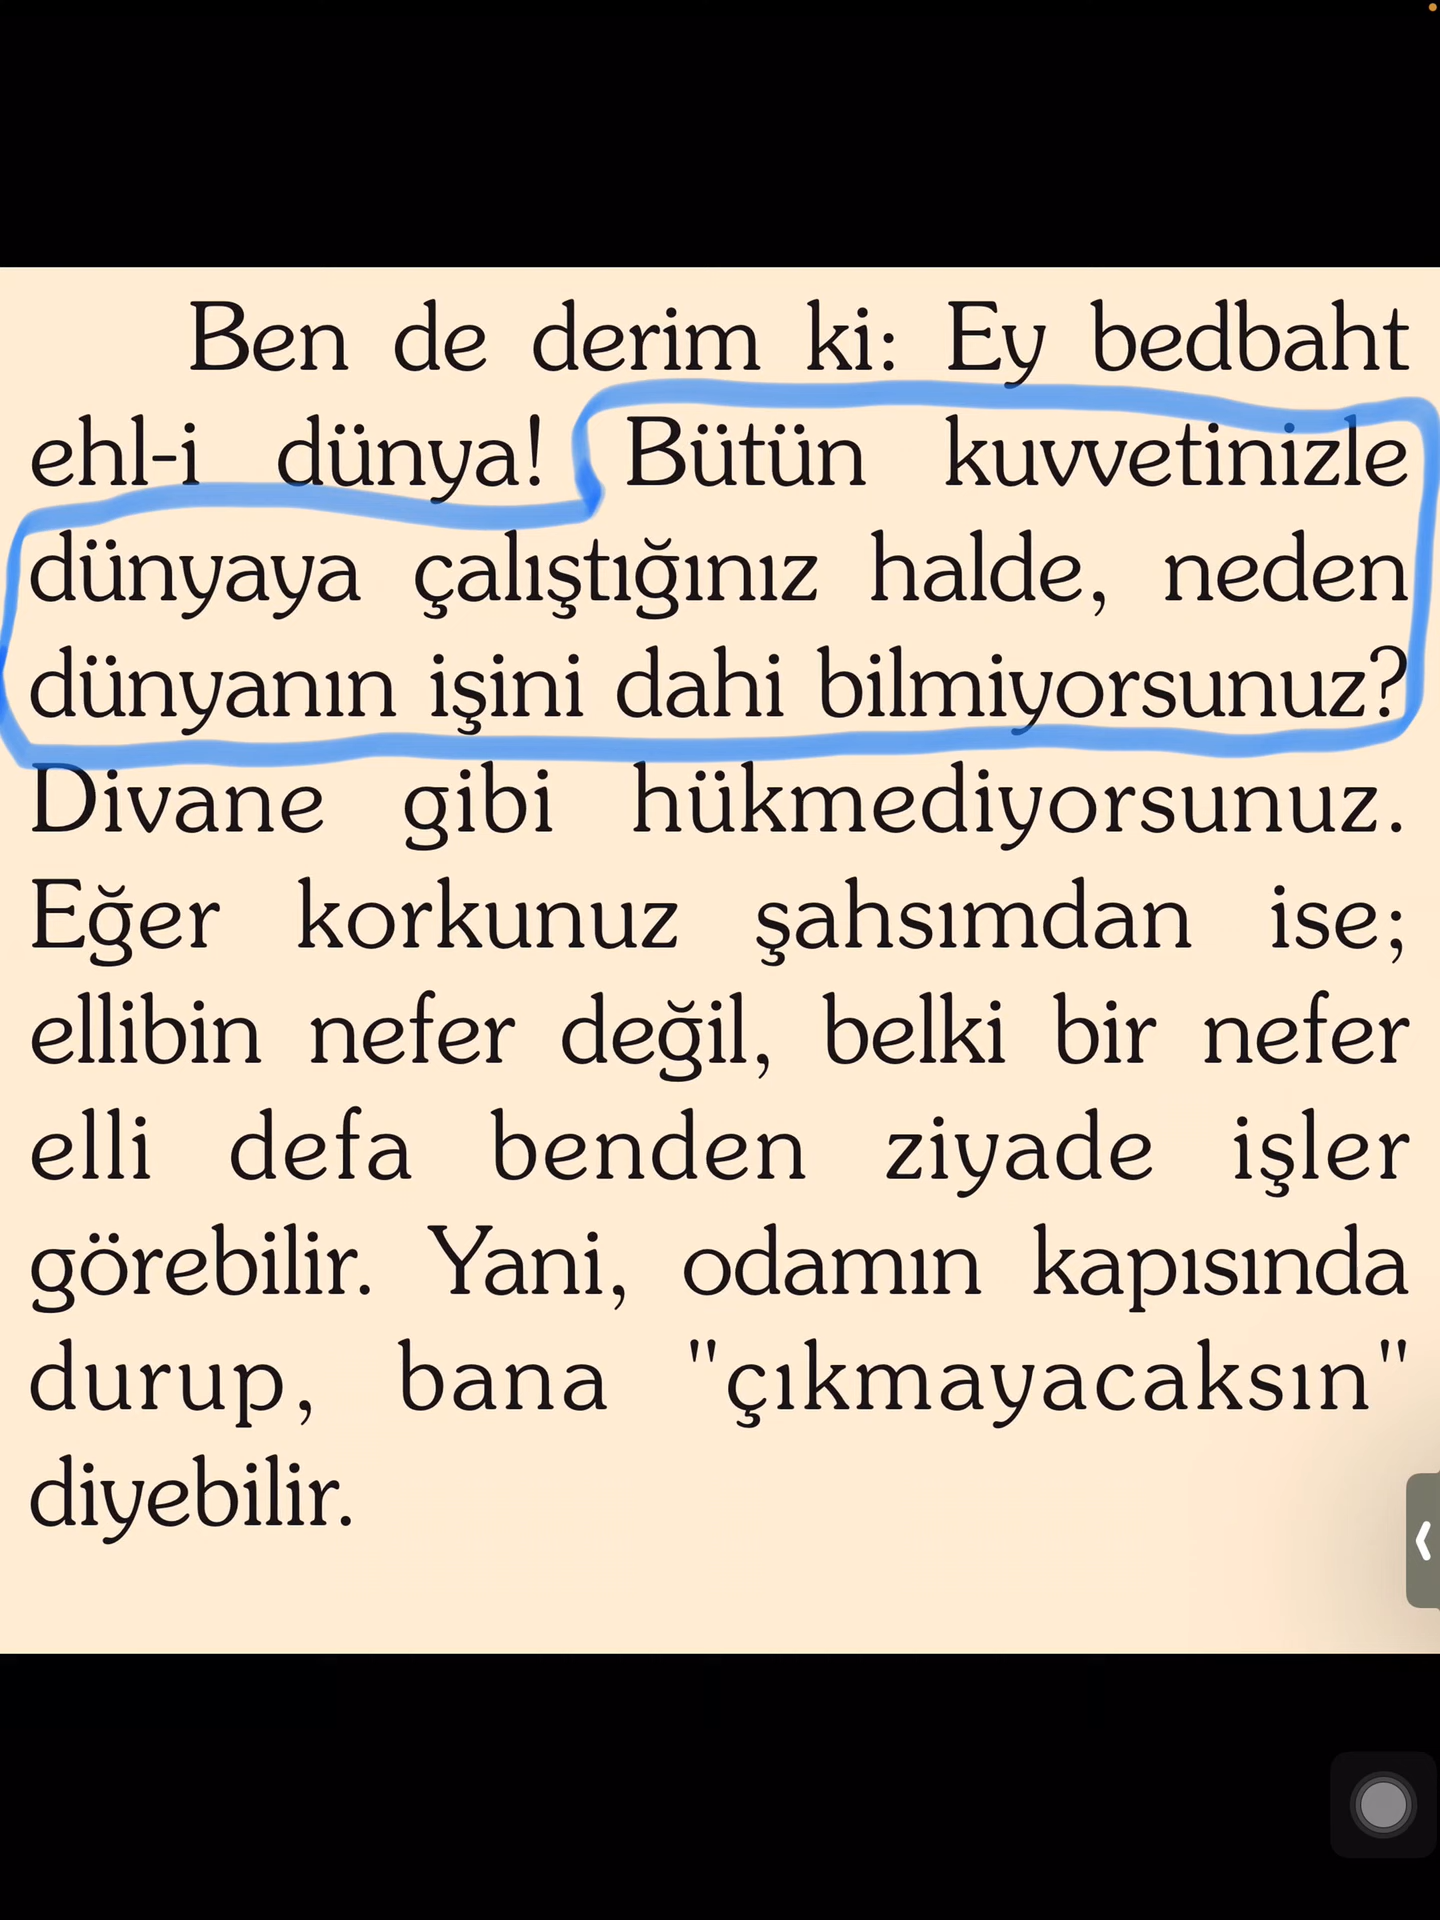 Ben de derim ki: Ey bedbaht
ehl-i dünya! Bütün kuvvetinizle
dünyaya çalıştığınız halde, neden
dünyanın işini dahi bilmiyorsunuz?
Divane gibi hükmediyorsunuz.
Eğer korkunuz şahsımdan ise;
ellibin nefer değil, belki bir nefer
elli defa benden ziyade işler
görebilir. Yani, odamın kapısında
durup, bana "çıkmayacaksın"
diyebilir.